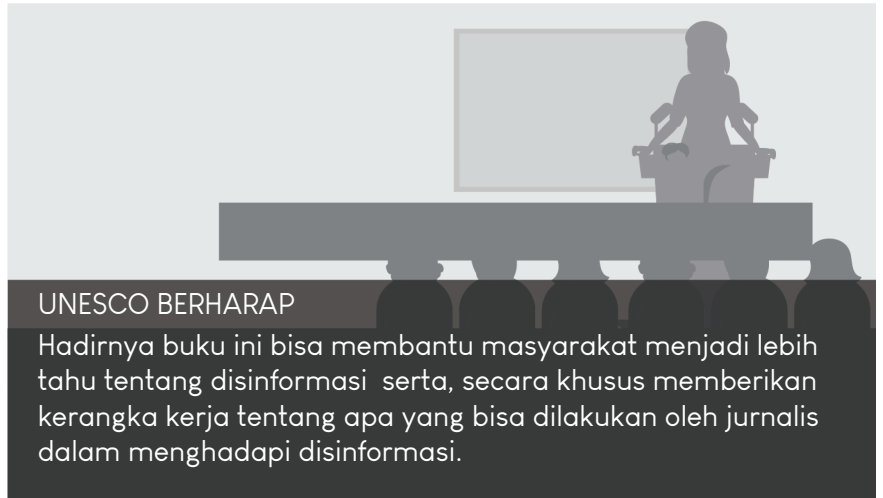 UNESCO BERHARAP
Hadirnya buku ini bisa membantu masyarakat menjadi lebih
tahu tentang disinformasi  serta, secara khusus memberikan
kerangka kerja tentang apa yang bisa dilakukan oleh jurnalis
dalam menghadapi disinformasi.